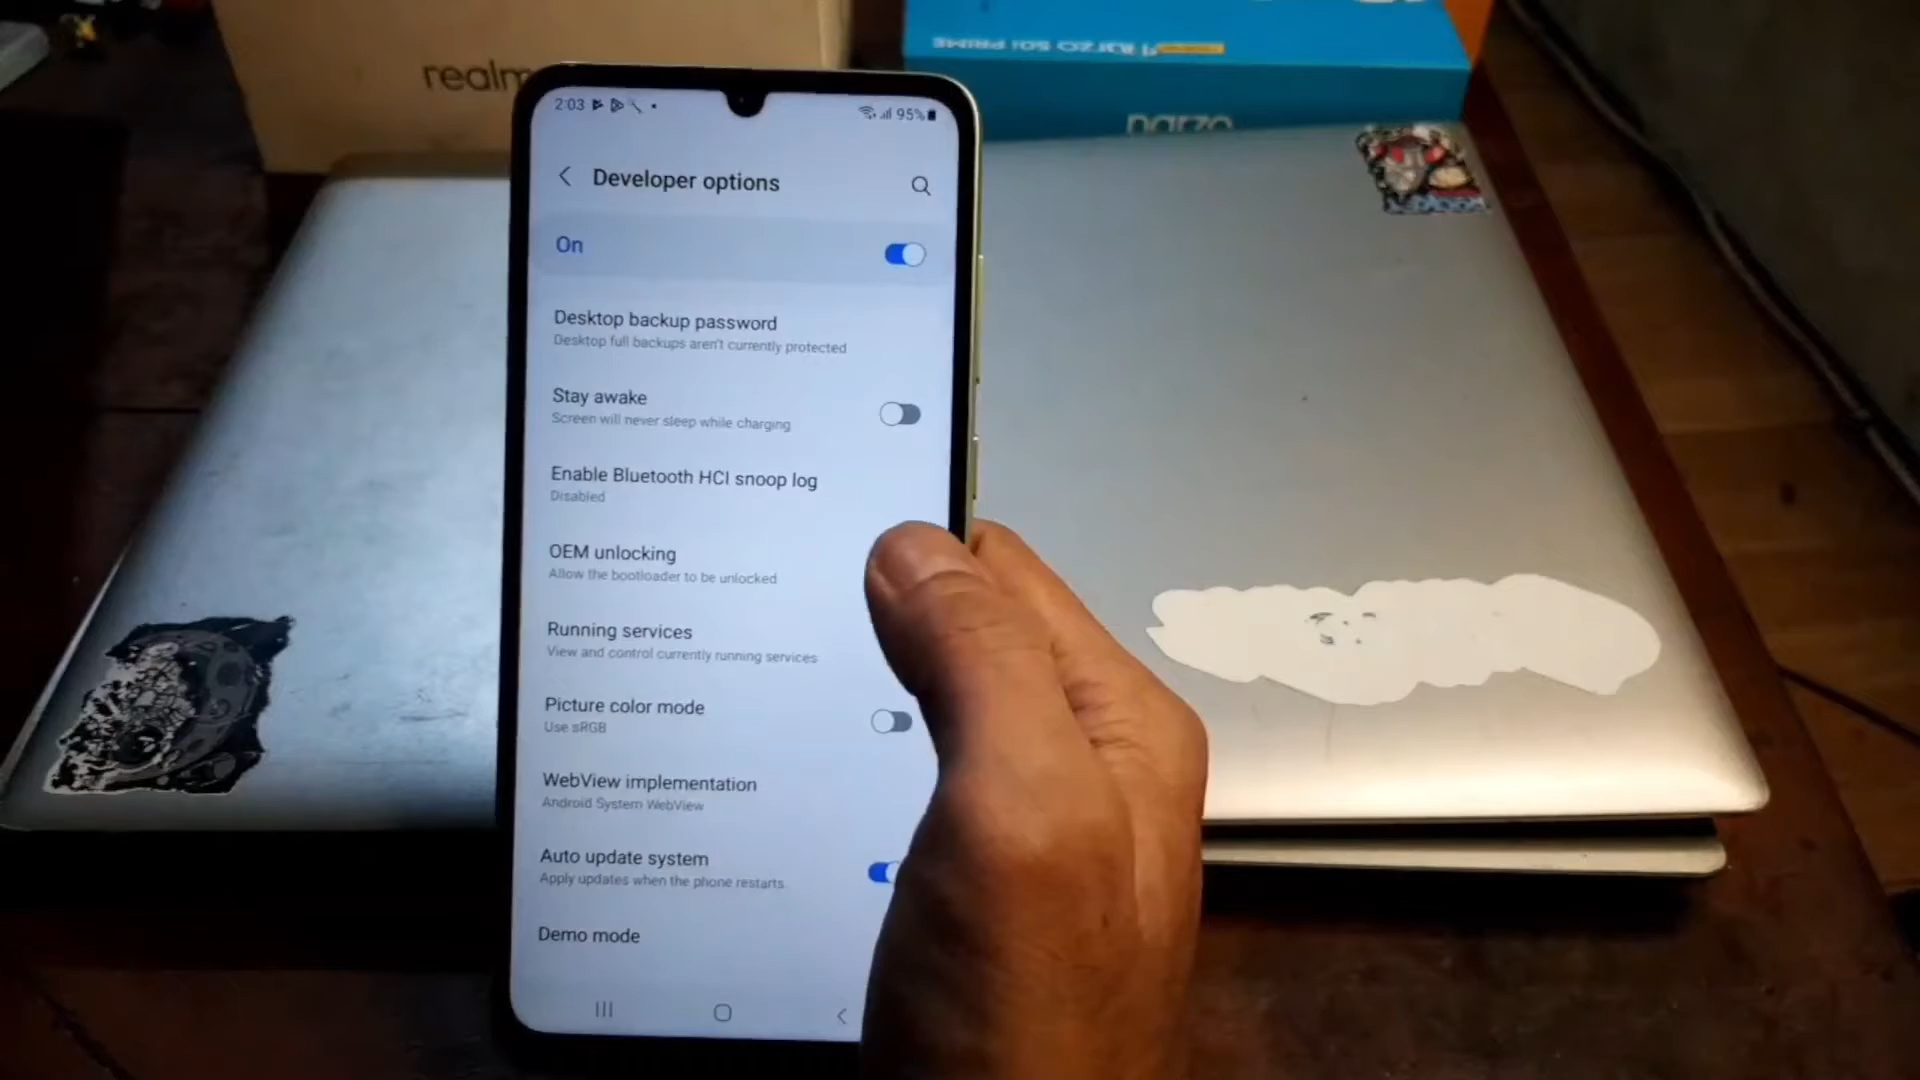 realm
NARZO 50i PRIME
narzo
2:03
95%
Developer options
On
Desktop backup password
Desktop full backups aren't currently protected
Stay awake
Screen will never sleep while charging
Enable Bluetooth HCI snoop log
Disabled
OEM unlocking
Allow the bootloader to be unlocked
Running services
View and control currently running services
Picture color mode
Use sRGB
WebView implementation
Android System WebView
Auto update system
Apply updates when the phone restarts.
Demo mode